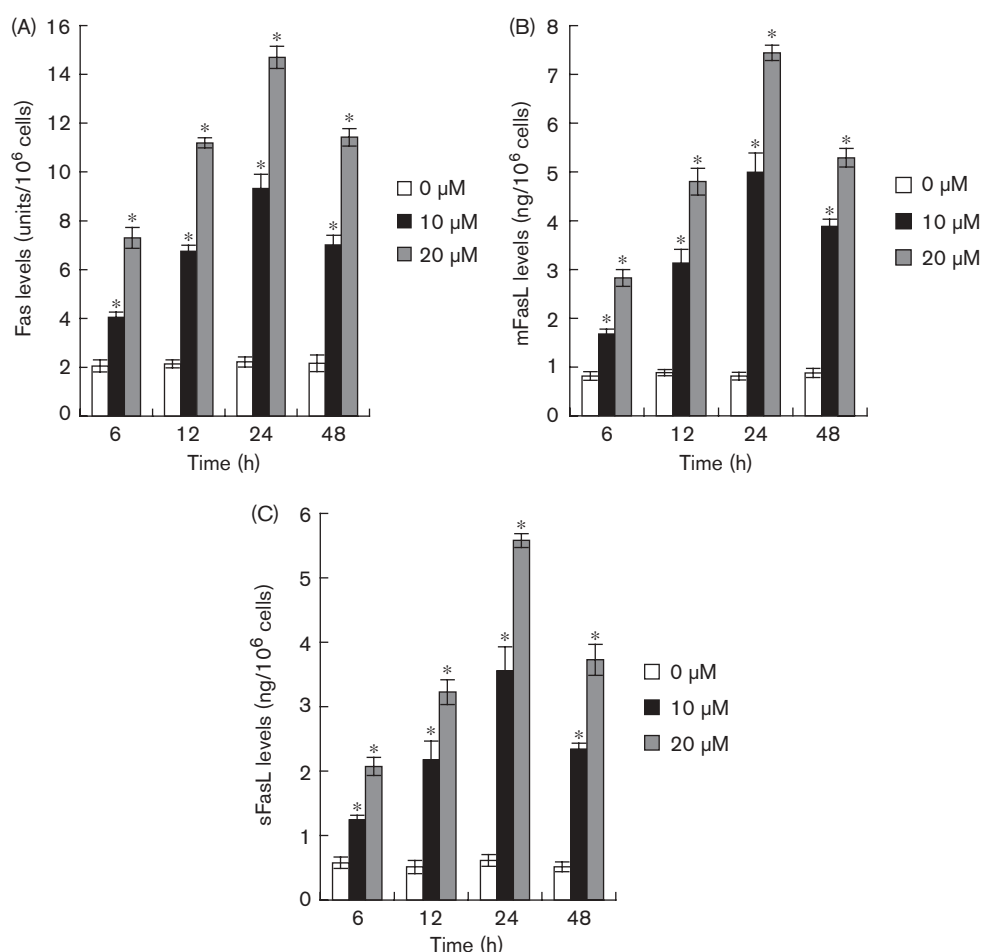 (A)
16
14
12
10
8
6
4
2
0
Fas levels (units/10⁶ cells)
* * * * * * * *
6 12 24 48
Time (h)
0 µM
10 µM
20 µM
(B)
8
7
6
5
4
3
2
1
0
mFasL levels (ng/10⁶ cells)
* * * * * * * *
6 12 24 48
Time (h)
0 µM
10 µM
20 µM
(C)
6
5
4
3
2
1
0
sFasL levels (ng/10⁶ cells)
* * * * * * * *
6 12 24 48
Time (h)
0 µM
10 µM
20 µM